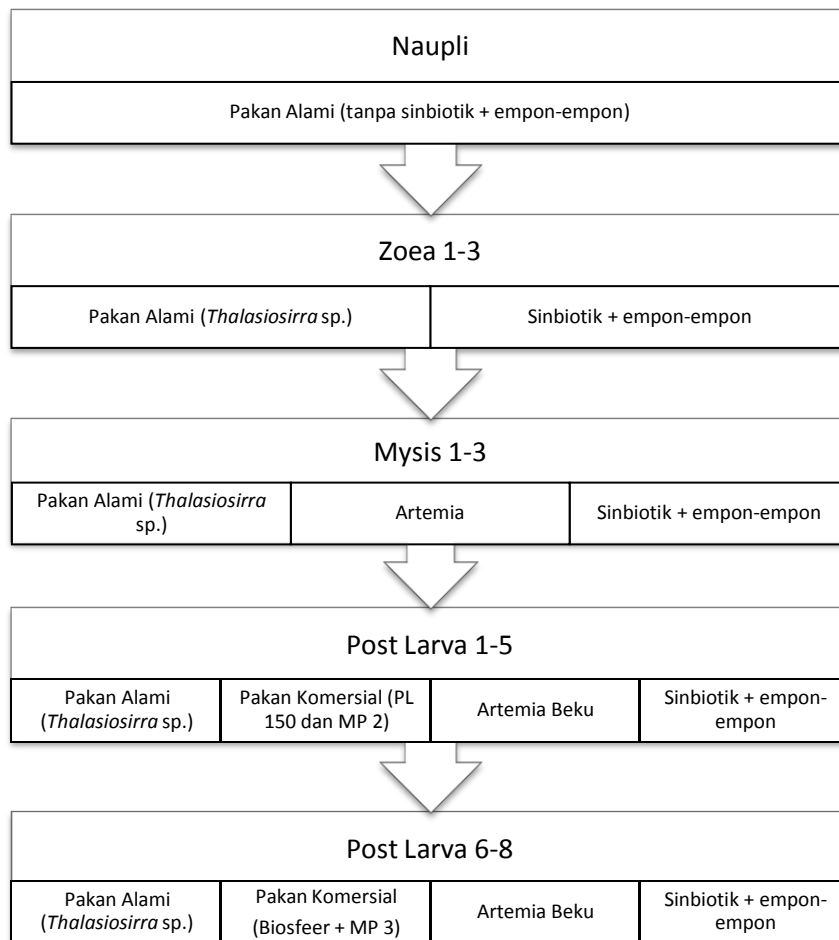 Naupli
Pakan Alami (tanpa sinbiotik + empon-empon)
Zoea 1-3
Pakan Alami (Thalasiosirra sp.)
Sinbiotik + empon-empon
Mysis 1-3
Pakan Alami (Thalasiosirra
sp.)
Artemia
Sinbiotik + empon-empon
Post Larva 1-5
Pakan Alami
(Thalasiosirra sp.)
Pakan Komersial (PL
150 dan MP 2)
Artemia Beku
Sinbiotik + empon-
empon
Post Larva 6-8
Pakan Alami
(Thalasiosirra sp.)
Pakan Komersial
(Biosfeer + MP 3)
Artemia Beku
Sinbiotik + empon-
empon